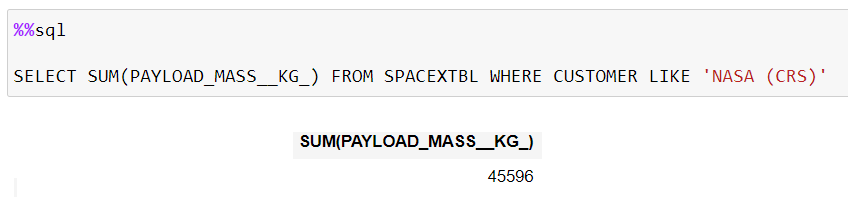 %%sql
SELECT SUM(PAYLOAD_MASS__KG_) FROM SPACEXTBL WHERE CUSTOMER LIKE 'NASA (CRS)'
SUM(PAYLOAD_MASS__KG_)
45596